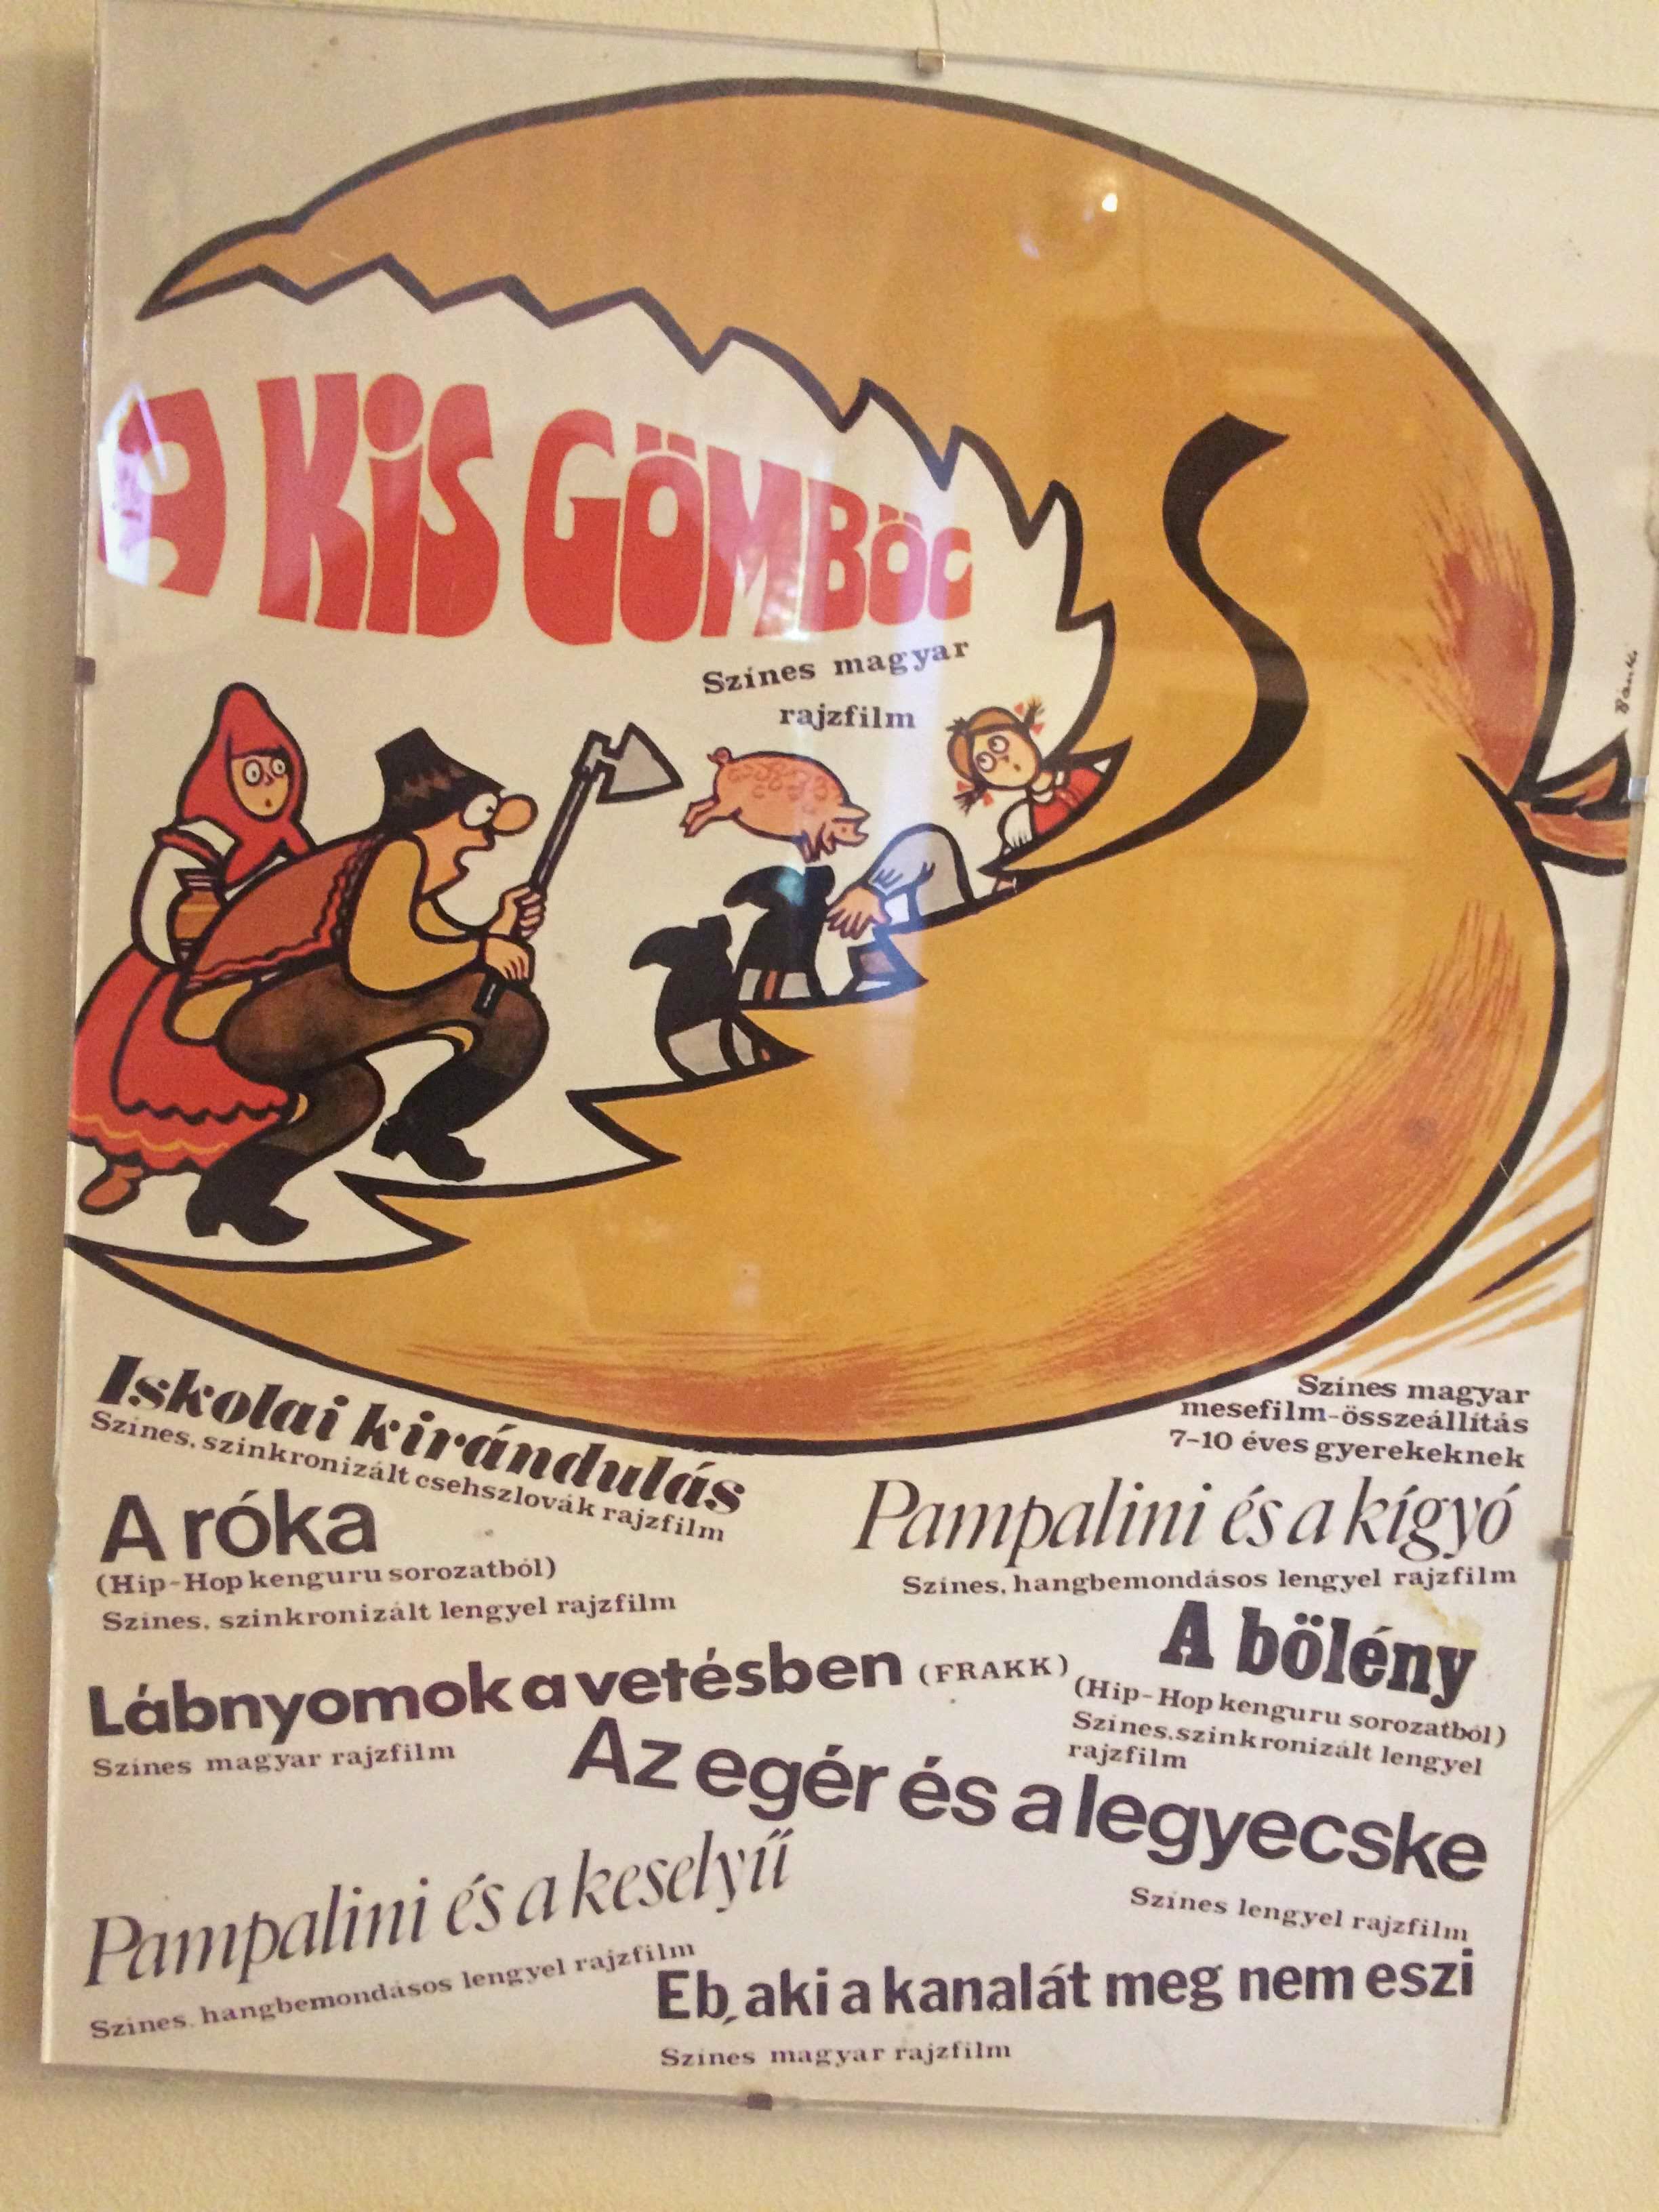 A KiS GÖMBÖC
Színes magyar
rajzfilm
Bánki
Iskolai kirándulás
Színes, szinkronizált csehszlovák rajzfilm
Színes magyar
mesefilm-összeállítás
7-10 éves gyerekeknek
A róka
(Hip-Hop kenguru sorozatból)
Színes, szinkronizált lengyel rajzfilm
Pampalini és a kígyó
Színes, hangbemondásos lengyel rajzfilm
A bölény
(Hip-Hop kenguru sorozatból)
Színes, szinkronizált lengyel
rajzfilm
Lábnyomok a vetésben (FRAKK)
Színes magyar rajzfilm
Az egér és a legyecske
Színes lengyel rajzfilm
Pampalini és a keselyű
Színes, hangbemondásos lengyel rajzfilm
Eb, aki a kanalát meg nem eszi
Színes magyar rajzfilm